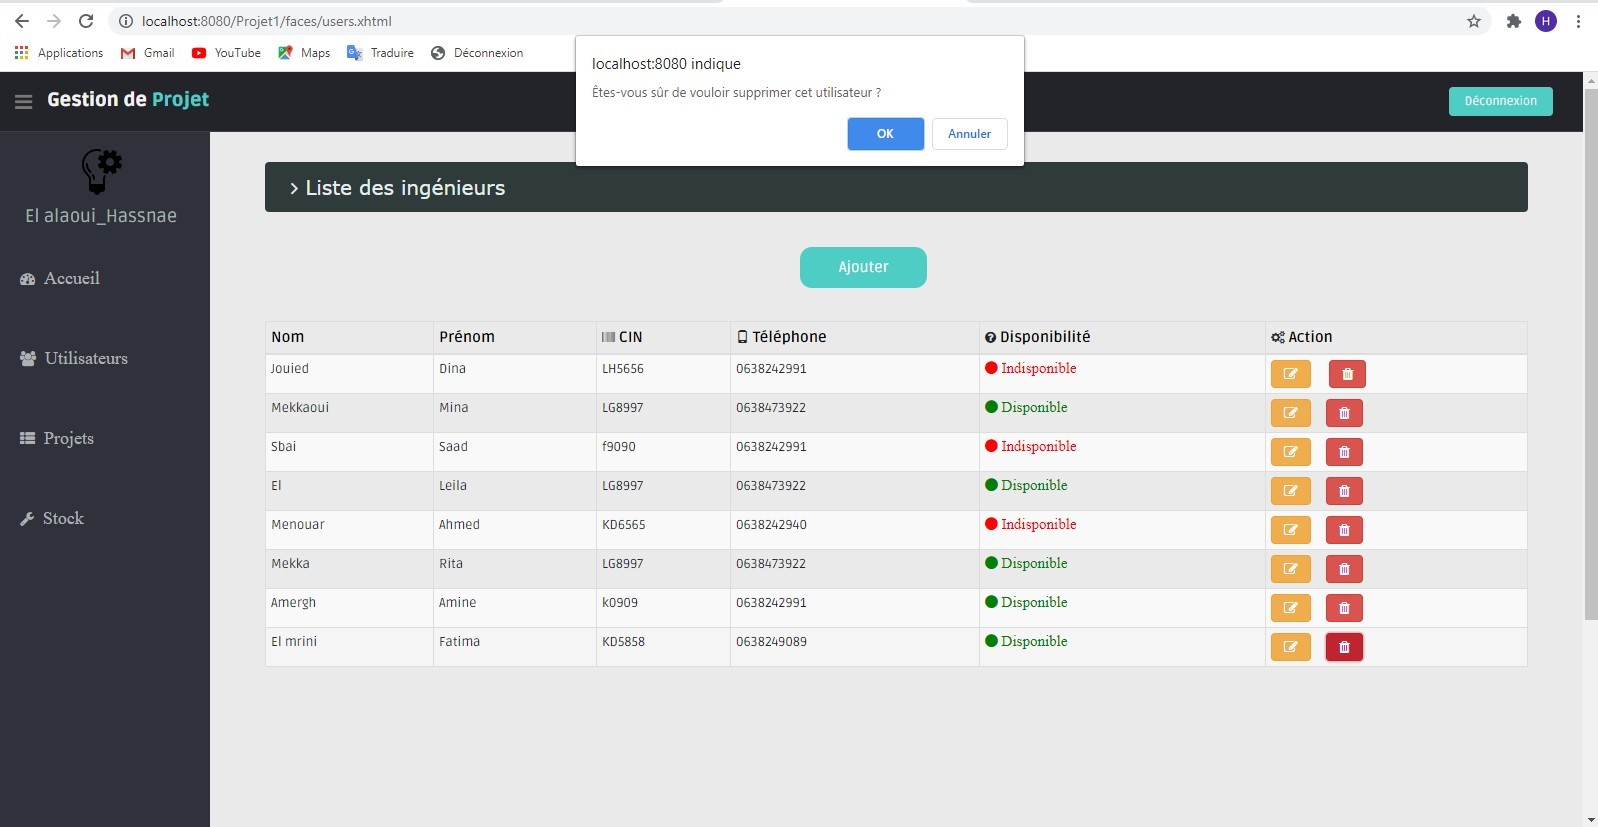 localhost:8080/Projet1/faces/users.xhtml
H
Applications Gmail YouTube Maps Traduire Déconnexion
localhost:8080 indique
Êtes-vous sûr de vouloir supprimer cet utilisateur ?
OK Annuler
Gestion de Projet
Déconnexion
El alaoui_Hassnae
Accueil
Utilisateurs
Projets
Stock
> Liste des ingénieurs
Ajouter
Nom Prénom CIN Téléphone Disponibilité Action
Jouied Dina LH5656 0638242991 Indisponible
Mekkaoui Mina LG8997 0638473922 Disponible
Sbai Saad f9090 0638242991 Indisponible
El Leila LG8997 0638473922 Disponible
Menouar Ahmed KD6565 0638242940 Indisponible
Mekka Rita LG8997 0638473922 Disponible
Amergh Amine k0909 0638242991 Disponible
El mrini Fatima KD5858 0638249089 Disponible